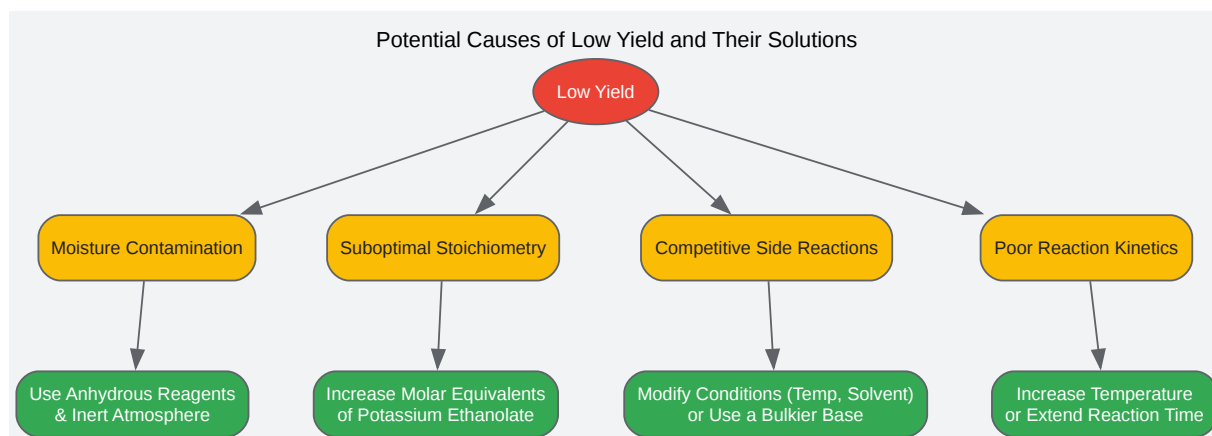 Potential Causes of Low Yield and Their Solutions
Low Yield
Moisture Contamination
Suboptimal Stoichiometry
Competitive Side Reactions
Poor Reaction Kinetics
Use Anhydrous Reagents
& Inert Atmosphere
Increase Molar Equivalents
of Potassium Ethanolate
Modify Conditions (Temp, Solvent)
or Use a Bulkier Base
Increase Temperature
or Extend Reaction Time